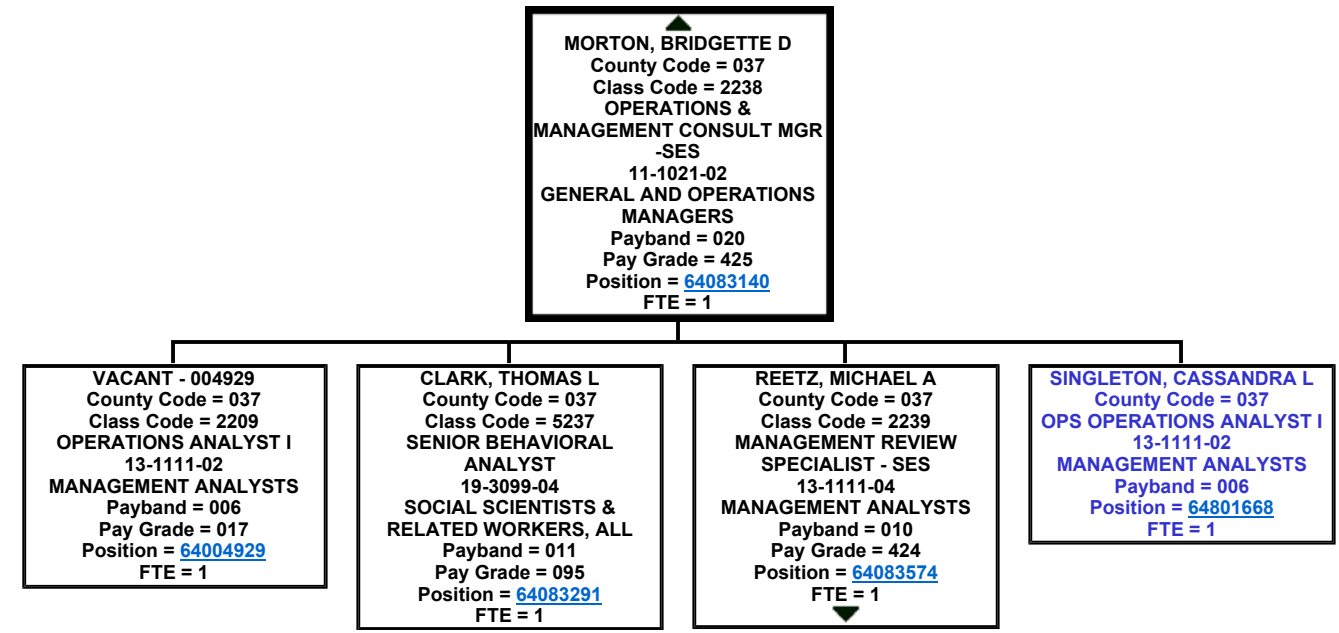 MORTON, BRIDGETTE D
County Code = 037
Class Code = 2238
OPERATIONS &
MANAGEMENT CONSULT MGR
-SES
11-1021-02
GENERAL AND OPERATIONS
MANAGERS
Payband = 020
Pay Grade = 425
Position = 64083140
FTE = 1
VACANT - 004929
County Code = 037
Class Code = 2209
OPERATIONS ANALYST I
13-1111-02
MANAGEMENT ANALYSTS
Payband = 006
Pay Grade = 017
Position = 64004929
FTE = 1
CLARK, THOMAS L
County Code = 037
Class Code = 5237
SENIOR BEHAVIORAL
ANALYST
19-3099-04
SOCIAL SCIENTISTS &
RELATED WORKERS, ALL
Payband = 011
Pay Grade = 095
Position = 64083291
FTE = 1
REETZ, MICHAEL A
County Code = 037
Class Code = 2239
MANAGEMENT REVIEW
SPECIALIST - SES
13-1111-04
MANAGEMENT ANALYSTS
Payband = 010
Pay Grade = 424
Position = 64083574
FTE = 1
SINGLETON, CASSANDRA L
County Code = 037
OPS OPERATIONS ANALYST I
13-1111-02
MANAGEMENT ANALYSTS
Payband = 006
Position = 64801668
FTE = 1